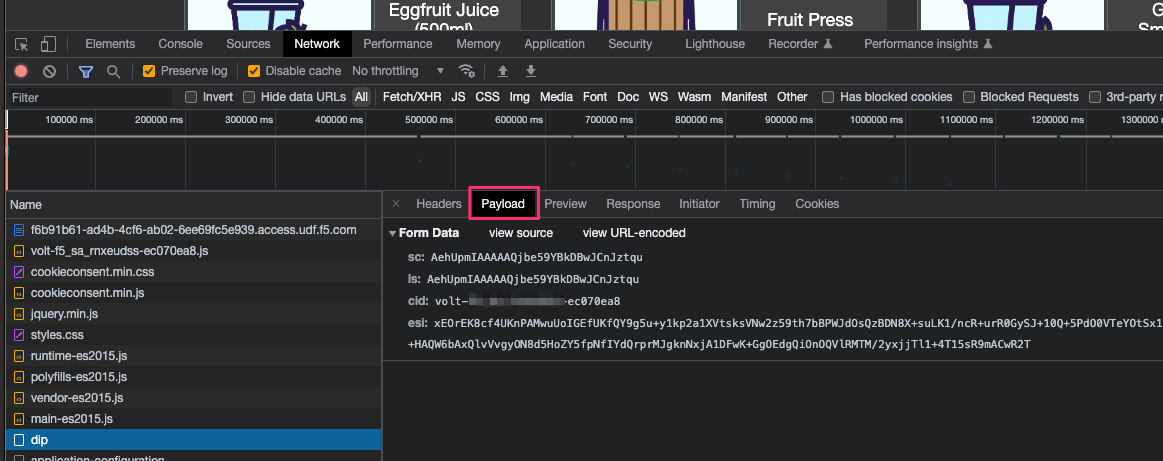 Eggfruit Juice
(500ml)
Fruit Press
G
Sm
Elements Console Sources Network Performance Memory Application Security Lighthouse Recorder Performance insights
Preserve log Disable cache No throttling
Filter Invert Hide data URLs All Fetch/XHR JS CSS Img Media Font Doc WS Wasm Manifest Other Has blocked cookies Blocked Requests 3rd-party r
100000 ms 200000 ms 300000 ms 400000 ms 500000 ms 600000 ms 700000 ms 800000 ms 900000 ms 1000000 ms 1100000 ms 1200000 ms 1300000
Name
× Headers Payload Preview Response Initiator Timing Cookies
f6b91b61-ad4b-4cf6-ab02-6ee69fc5e939.access.udf.f5.com
volt-f5_sa_rnxeudss-ec070ea8.js
cookieconsent.min.css
cookieconsent.min.js
jquery.min.js
styles.css
runtime-es2015.js
polyfills-es2015.js
vendor-es2015.js
main-es2015.js
dip
application-configuration
Form Data view source view URL-encoded
sc: AehUpmIAAAAAQjbe59YBkDBwJCnJztqu
ls: AehUpmIAAAAAQjbe59YBkDBwJCnJztqu
cid: volt- -ec070ea8
esi: xEOrEK8cf4UKnPAMwuUoIGEfUKfQY9g5u+y1kp2a1XVtsksVNw2z59th7bBPWJdOsQzBDN8X+suLK1/ncR+urR0GySJ+10Q+5PdO0VTeYOtSx1
+HAQW6bAxQlvVvgyON8d5HoZY5fpNfIYdQrprMJgknNxjA1DFwK+GgOEdgQiOnOQVlRMTM/2yxjjTl1+4T15sR9mACwR2T